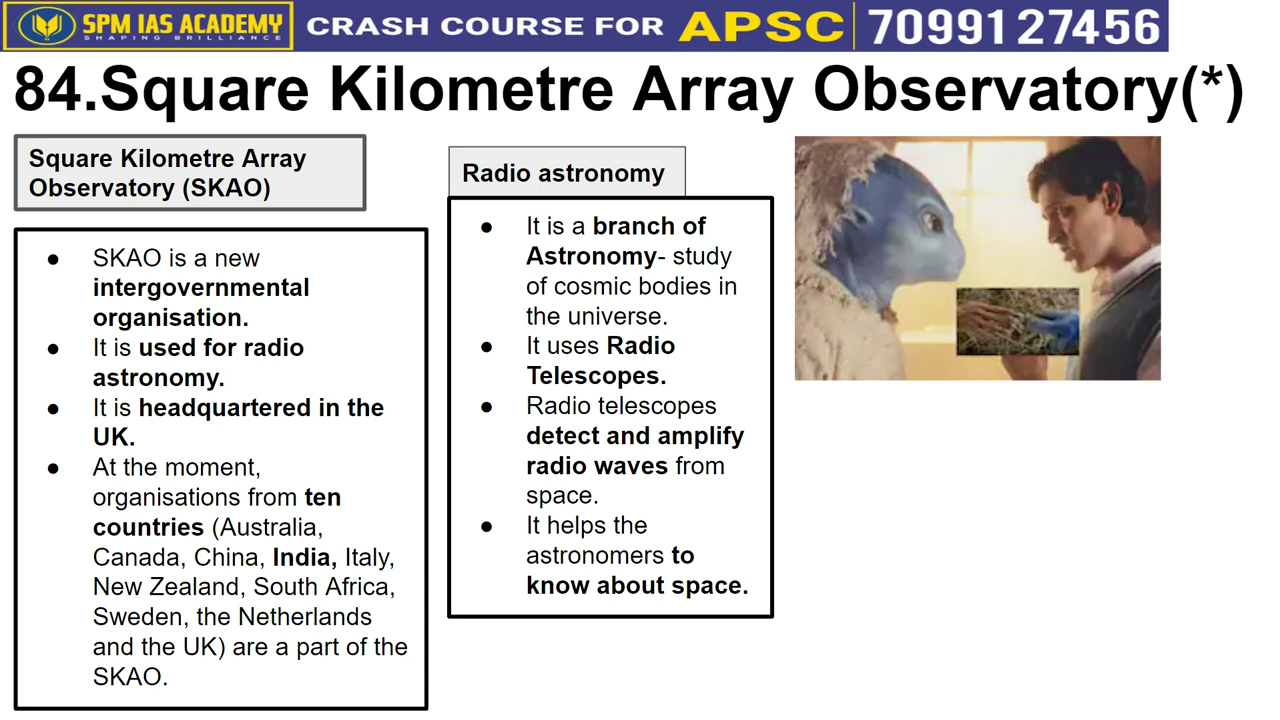 SPM IAS ACADEMY
SHAPING BRILLIANCE
CRASH COURSE FOR APSC 70991 27456
84.Square Kilometre Array Observatory(*)
Square Kilometre Array
Observatory (SKAO)
● SKAO is a new
intergovernmental
organisation.
● It is used for radio
astronomy.
● It is headquartered in the
UK.
● At the moment,
organisations from ten
countries (Australia,
Canada, China, India, Italy,
New Zealand, South Africa,
Sweden, the Netherlands
and the UK) are a part of the
SKAO.
Radio astronomy
● It is a branch of
Astronomy- study
of cosmic bodies in
the universe.
● It uses Radio
Telescopes.
● Radio telescopes
detect and amplify
radio waves from
space.
● It helps the
astronomers to
know about space.